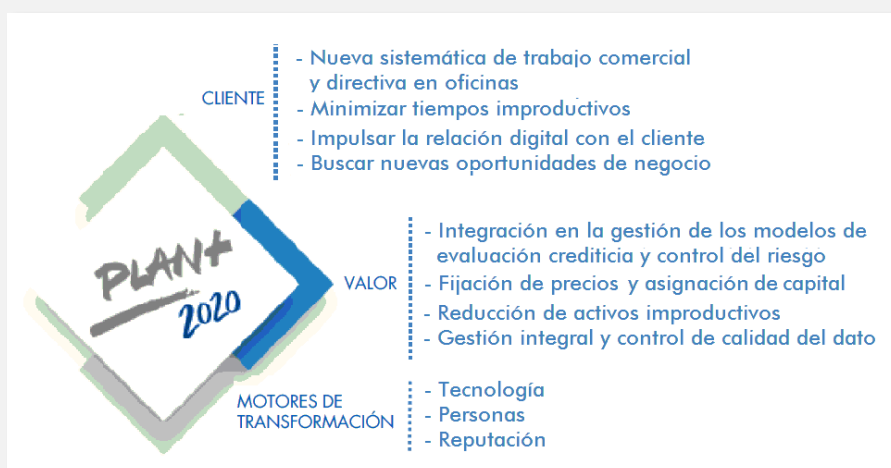 CLIENTE
- Nueva sistemática de trabajo comercial
y directiva en oficinas
- Minimizar tiempos improductivos
- Impulsar la relación digital con el cliente
- Buscar nuevas oportunidades de negocio
PLAN+
2020
VALOR
- Integración en la gestión de los modelos de
evaluación crediticia y control del riesgo
- Fijación de precios y asignación de capital
- Reducción de activos improductivos
- Gestión integral y control de calidad del dato
MOTORES DE
TRANSFORMACIÓN
- Tecnología
- Personas
- Reputación